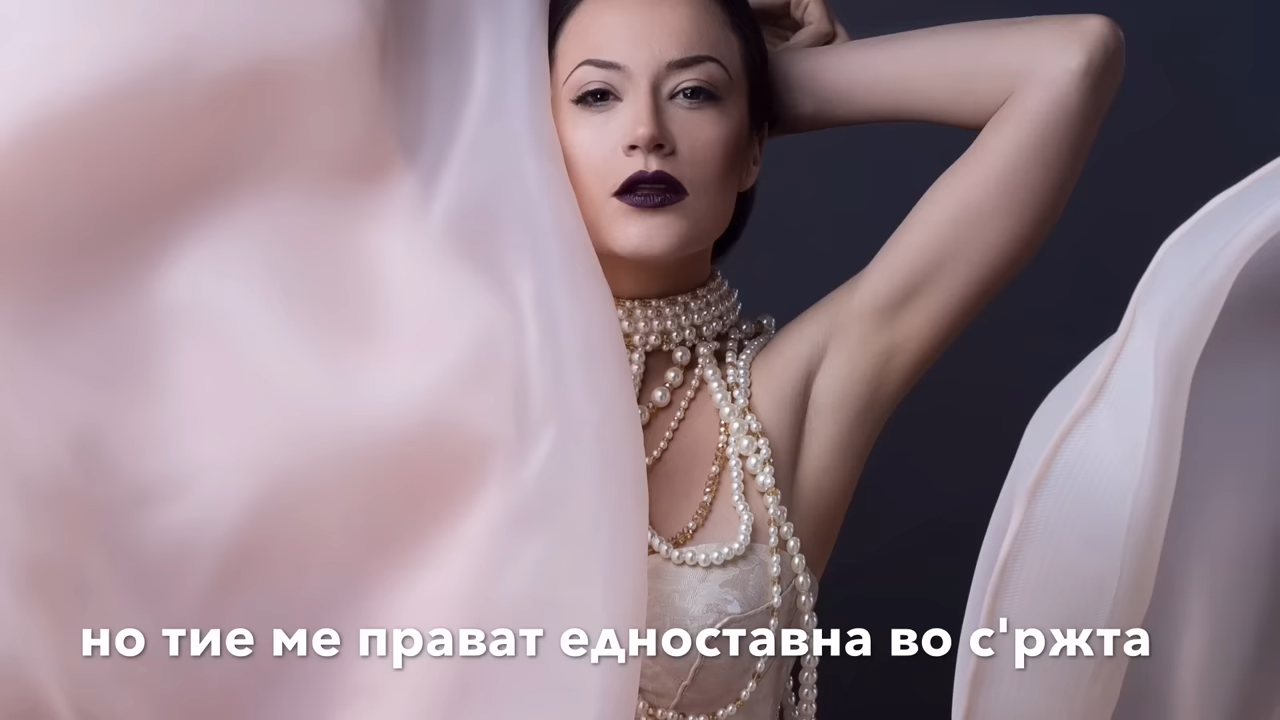 но тие ме прават едноставна во с'ржта